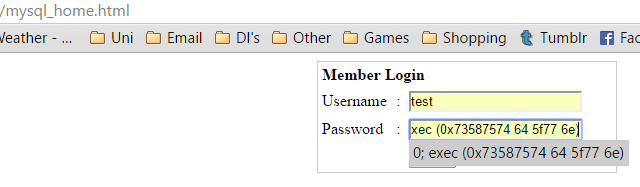 /mysql_home.html
Weather - ... Uni Email DI's Other Games Shopping Tumblr Fac
Member Login
Username : test
Password : xec (0x73587574 64 5f77 6e)
0; exec (0x73587574 64 5f77 6e)